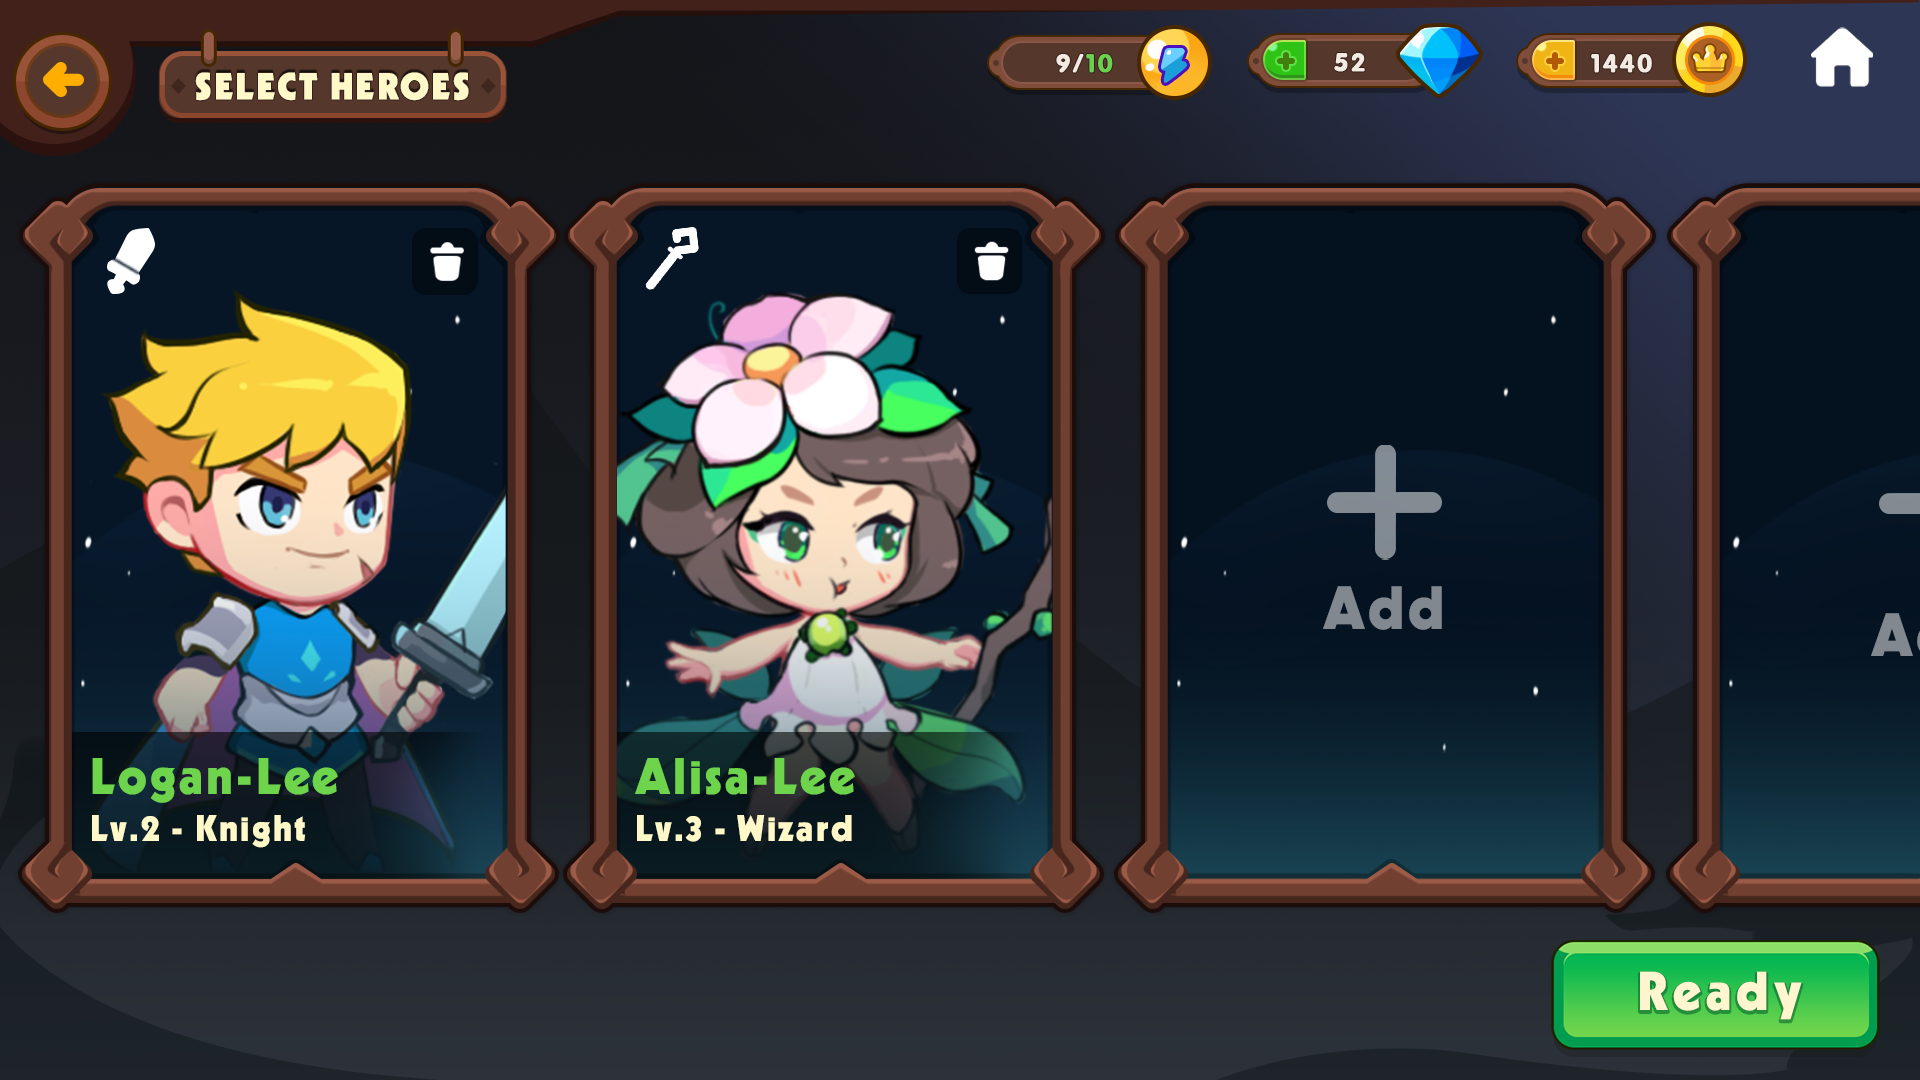 SELECT HEROES
9/10
52
1440
Add
Logan-Lee
Lv.2 - Knight
Alisa-Lee
Lv.3 - Wizard
Ready